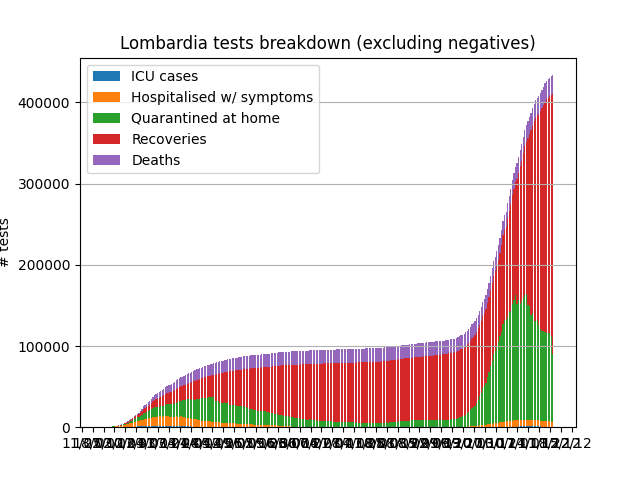 Lombardia tests breakdown (excluding negatives)
ICU cases
Hospitalised w/ symptoms
Quarantined at home
Recoveries
Deaths
# tests
400000
300000
200000
100000
0